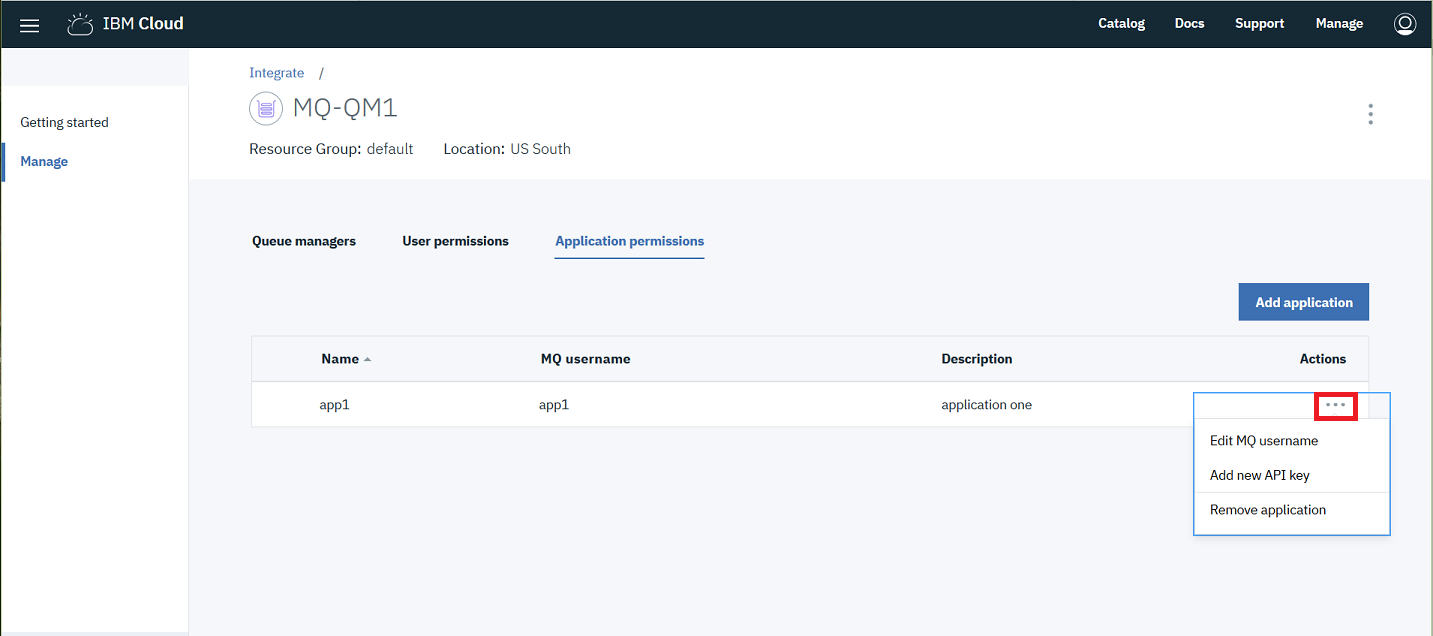 IBM Cloud Catalog Docs Support Manage
Integrate /
MQ-QM1
Getting started
Resource Group: default Location: US South
Manage
Queue managers User permissions Application permissions
Add application
Name MQ username Description Actions
app1 app1 application one
Edit MQ username
Add new API key
Remove application